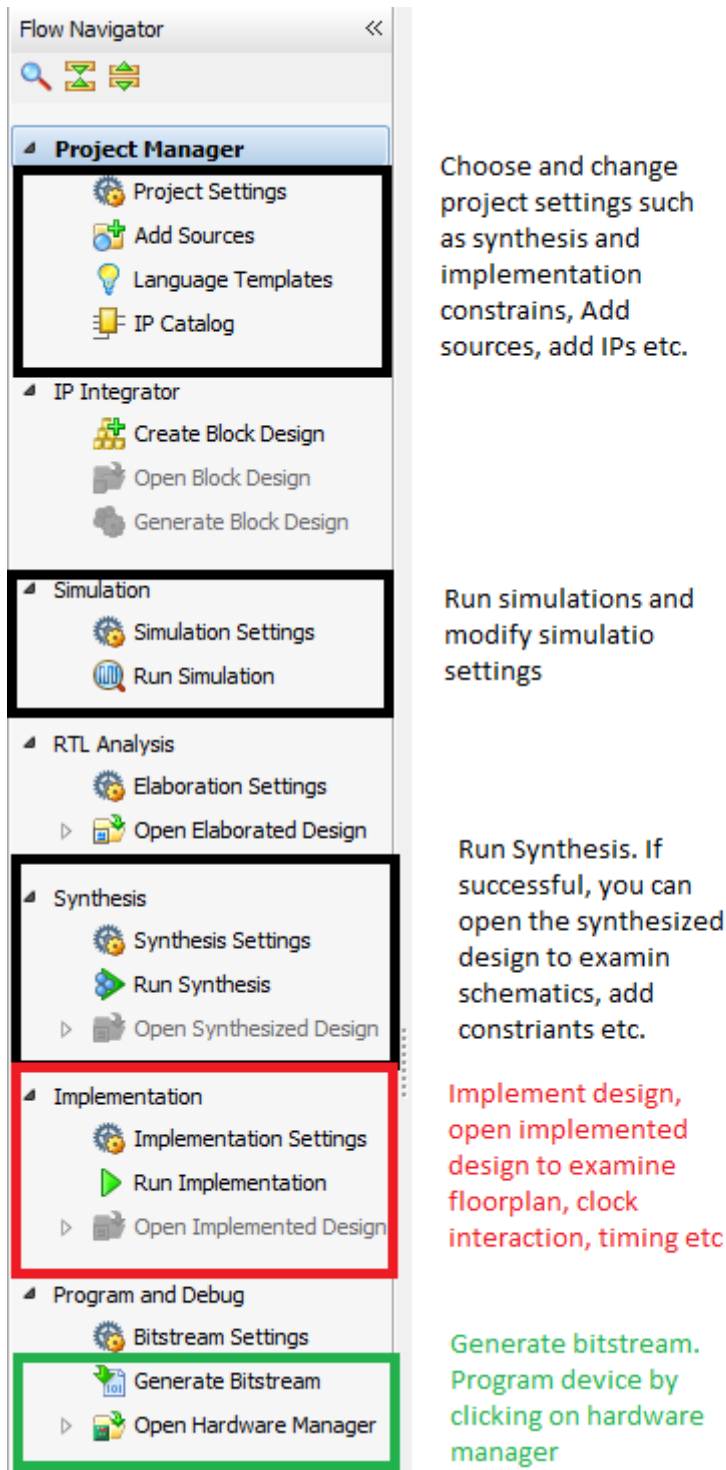 Flow Navigator
Project Manager
Project Settings
Add Sources
Language Templates
IP Catalog
Choose and change
project settings such
as synthesis and
implementation
constrains, Add
sources, add IPs etc.
IP Integrator
Create Block Design
Open Block Design
Generate Block Design
Simulation
Simulation Settings
Run Simulation
Run simulations and
modify simulatio
settings
RTL Analysis
Elaboration Settings
Open Elaborated Design
Synthesis
Synthesis Settings
Run Synthesis
Open Synthesized Design
Run Synthesis. If
successful, you can
open the synthesized
design to examin
schematics, add
constriants etc.
Implementation
Implementation Settings
Run Implementation
Open Implemented Design
Implement design,
open implemented
design to examine
floorplan, clock
interaction, timing etc
Program and Debug
Bitstream Settings
Generate Bitstream
Open Hardware Manager
Generate bitstream.
Program device by
clicking on hardware
manager